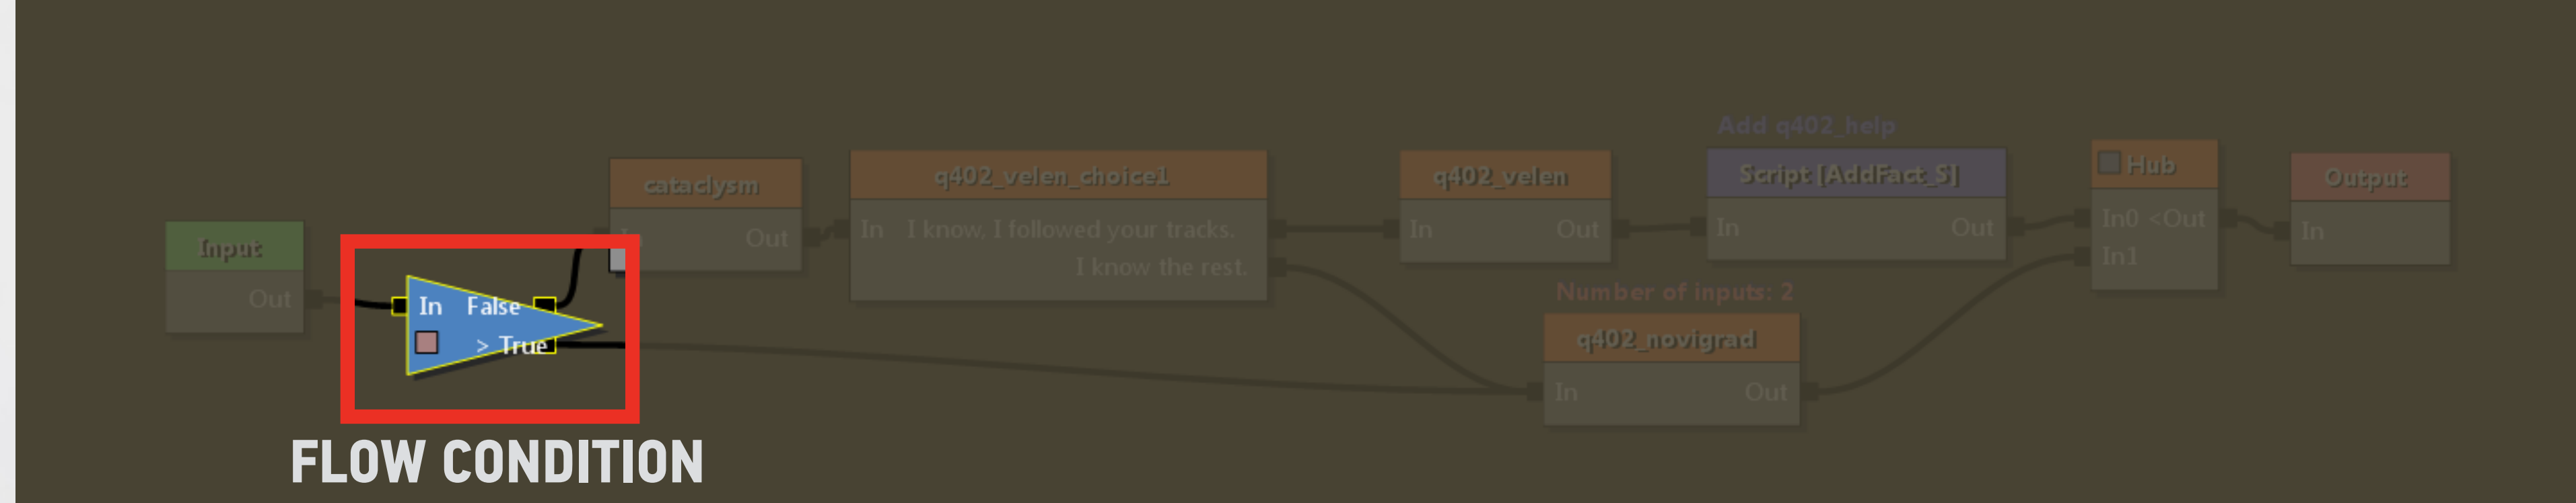 Input
Out
In False
> True
FLOW CONDITION
cataclysm
In Out
q402_velen_choice1
In I know, I followed your tracks.
I know the rest.
q402_velen
In Out
Add q402_help
Script [AddFact_S]
In Out
Number of inputs: 2
q402_novigrad
In Out
Hub
In0 <Out
In1
Output
In